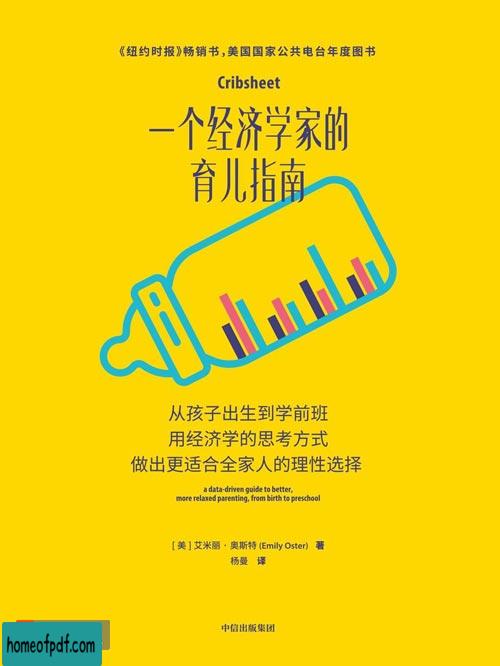 《纽约时报》畅销书，美国国家公共电台年度图书
Cribsheet
一个经济学家的
育儿指南
从孩子出生到学前班
用经济学的思考方式
做出更适合全家人的理性选择
a data-driven guide to better,
more relaxed parenting, from birth to preschool
[ 美 ] 艾米丽 · 奥斯特 (Emily Oster) 著
杨曼 译
中信出版集团
homeofpdf.com